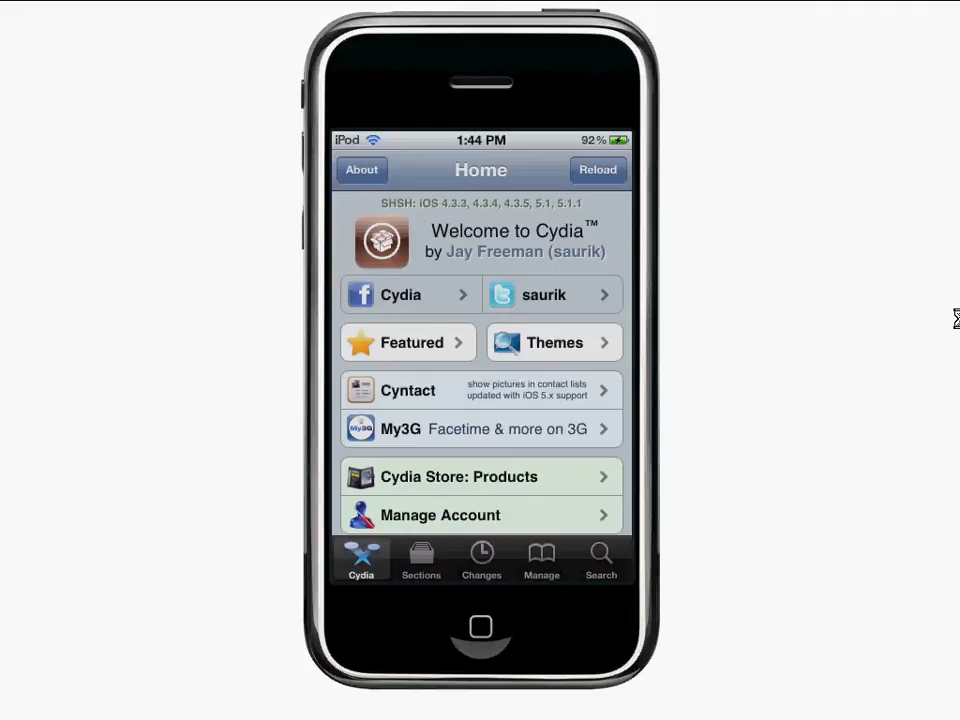 iPod 1:44 PM 92%
About Home Reload
SHSH: iOS 4.3.3, 4.3.4, 4.3.5, 5.1, 5.1.1
Welcome to Cydia™
by Jay Freeman (saurik)
Cydia saurik
Featured Themes
Cyntact show pictures in contact lists
updated with iOS 5.x support
My3G My3G Facetime & more on 3G
Cydia Store: Products
Manage Account
Cydia Sections Changes Manage Search